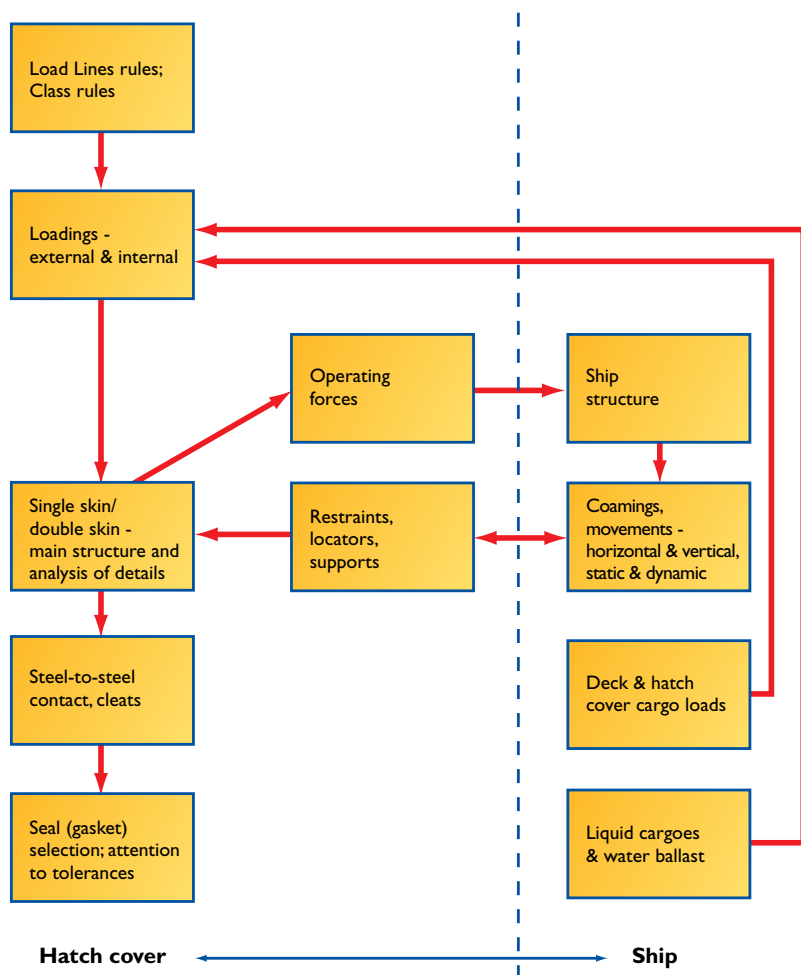 Load Lines rules;
Class rules
Loadings -
external & internal
Operating
forces
Ship
structure
Single skin/
double skin -
main structure and
analysis of details
Restraints,
locators,
supports
Coamings,
movements -
horizontal & vertical,
static & dynamic
Steel-to-steel
contact, cleats
Deck & hatch
cover cargo loads
Seal (gasket)
selection; attention
to tolerances
Liquid cargoes
& water ballast
Hatch cover
Ship